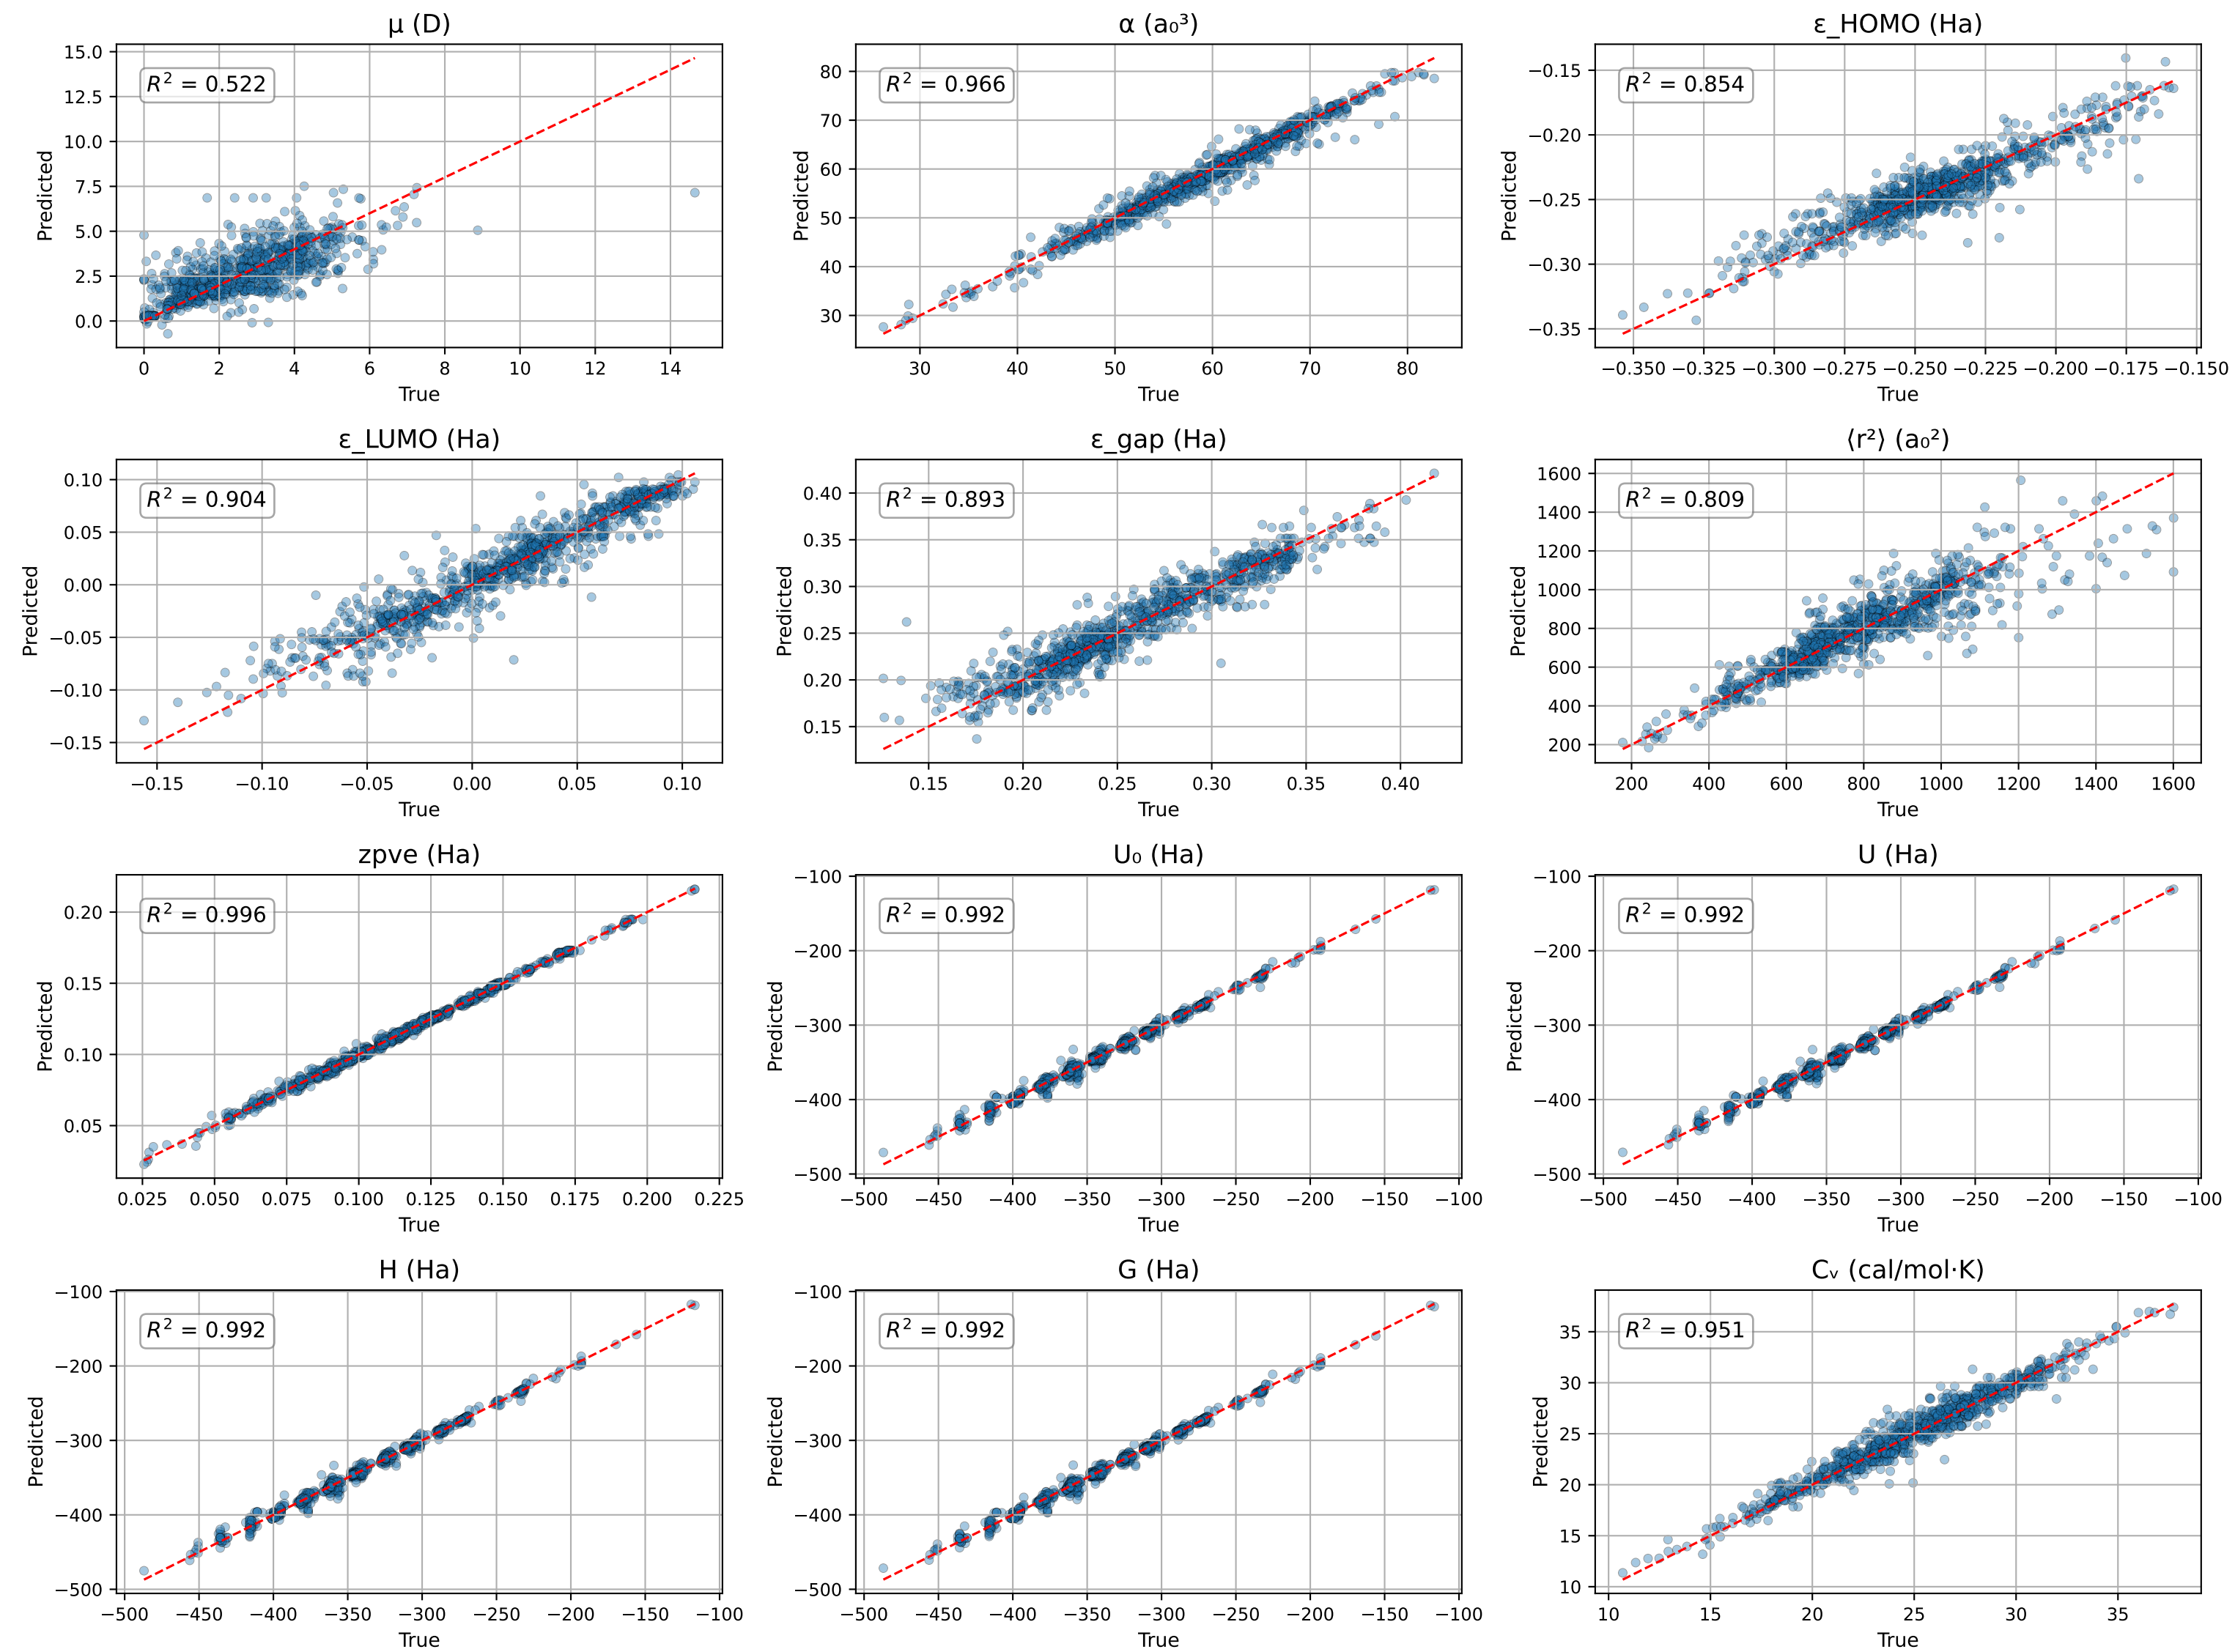 μ (D)
15.0
12.5
10.0
7.5
5.0
2.5
0.0
Predicted
R² = 0.522
0 2 4 6 8 10 12 14
True
α (a₀³)
80
70
60
50
40
30
Predicted
R² = 0.966
30 40 50 60 70 80
True
ε_HOMO (Ha)
−0.15
−0.20
−0.25
−0.30
−0.35
Predicted
R² = 0.854
−0.350 −0.325 −0.300 −0.275 −0.250 −0.225 −0.200 −0.175 −0.150
True
ε_LUMO (Ha)
0.10
0.05
0.00
−0.05
−0.10
−0.15
Predicted
R² = 0.904
−0.15 −0.10 −0.05 0.00 0.05 0.10
True
ε_gap (Ha)
0.40
0.35
0.30
0.25
0.20
0.15
Predicted
R² = 0.893
0.15 0.20 0.25 0.30 0.35 0.40
True
⟨r²⟩ (a₀²)
1600
1400
1200
1000
800
600
400
200
Predicted
R² = 0.809
200 400 600 800 1000 1200 1400 1600
True
zpve (Ha)
0.20
0.15
0.10
0.05
Predicted
R² = 0.996
0.025 0.050 0.075 0.100 0.125 0.150 0.175 0.200 0.225
True
U₀ (Ha)
−100
−200
−300
−400
−500
Predicted
R² = 0.992
−500 −450 −400 −350 −300 −250 −200 −150 −100
True
U (Ha)
−100
−200
−300
−400
−500
Predicted
R² = 0.992
−500 −450 −400 −350 −300 −250 −200 −150 −100
True
H (Ha)
−100
−200
−300
−400
−500
Predicted
R² = 0.992
−500 −450 −400 −350 −300 −250 −200 −150 −100
True
G (Ha)
−100
−200
−300
−400
−500
Predicted
R² = 0.992
−500 −450 −400 −350 −300 −250 −200 −150 −100
True
Cᵥ (cal/mol·K)
35
30
25
20
15
10
Predicted
R² = 0.951
10 15 20 25 30 35
True